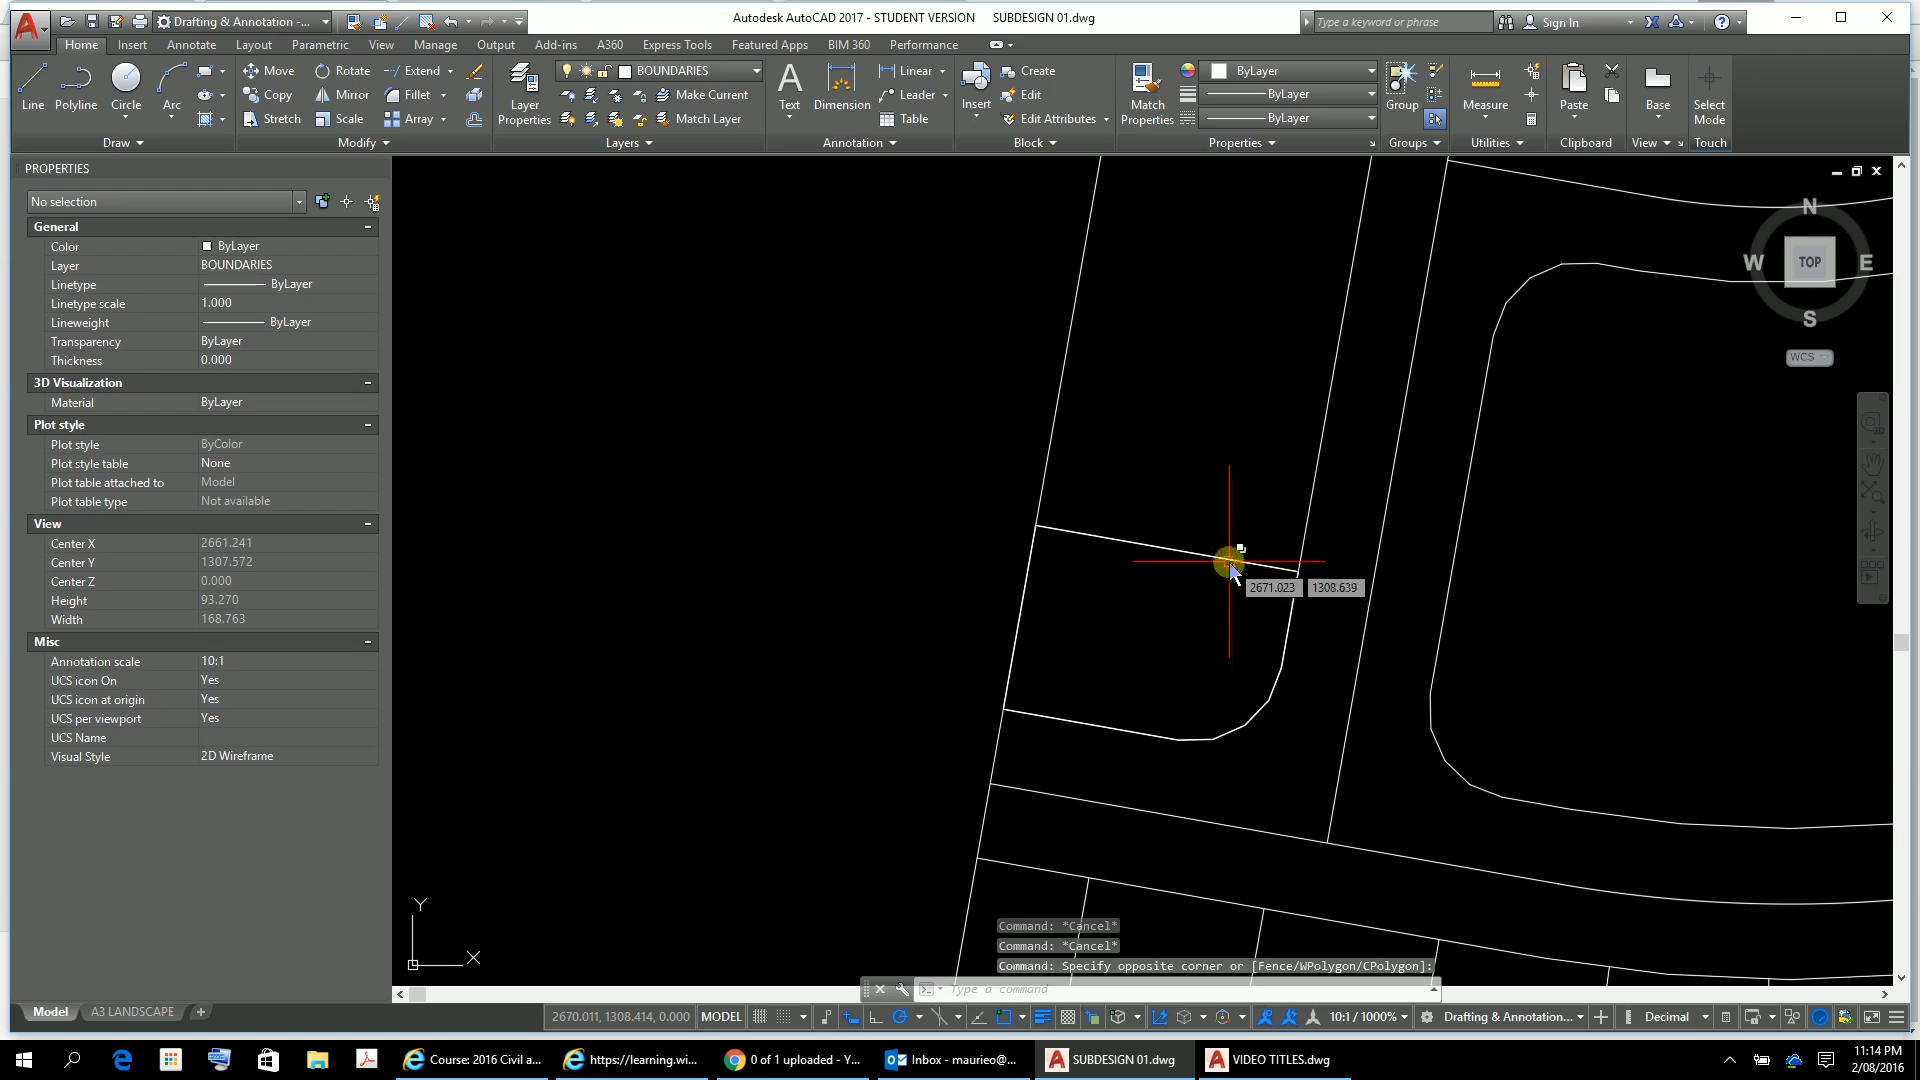 Drafting & Annotation -...
Autodesk AutoCAD 2017 - STUDENT VERSION SUBDESIGN 01.dwg
Type a keyword or phrase
Sign In
Home Insert Annotate Layout Parametric View Manage Output Add-ins A360 Express Tools Featured Apps BIM 360 Performance
Line Polyline Circle Arc
Move Rotate Extend
Copy Mirror Fillet
Stretch Scale Array
Layer Properties
BOUNDARIES
Make Current
Match Layer
Text Dimension
Linear
Leader
Table
Insert
Create
Edit
Edit Attributes
Match Properties
ByLayer
ByLayer
ByLayer
Group
Measure
Paste
Base
Select Mode
Draw Modify Layers Annotation Block Properties Groups Utilities Clipboard View Touch
PROPERTIES
No selection
General
Color ByLayer
Layer BOUNDARIES
Linetype ByLayer
Linetype scale 1.000
Lineweight ByLayer
Transparency ByLayer
Thickness 0.000
3D Visualization
Material ByLayer
Plot style
Plot style ByColor
Plot style table None
Plot table attached to Model
Plot table type Not available
View
Center X 2661.241
Center Y 1307.572
Center Z 0.000
Height 93.270
Width 168.763
Misc
Annotation scale 10:1
UCS icon On Yes
UCS icon at origin Yes
UCS per viewport Yes
UCS Name
Visual Style 2D Wireframe
N
W TOP E
S
WCS
2671.023 1308.639
Y
X
Command: *Cancel*
Command: *Cancel*
Command: Specify opposite corner or [Fence/WPolygon/CPolygon]:
Type a command
Model A3 LANDSCAPE
2670.011, 1308.414, 0.000 MODEL
10:1 / 1000%
Drafting & Annotation...
Decimal
Course: 2016 Civil a...
https://learning.wi...
0 of 1 uploaded - Y...
Inbox - maurieo@...
SUBDESIGN 01.dwg
VIDEO TITLES.dwg
11:14 PM
2/08/2016